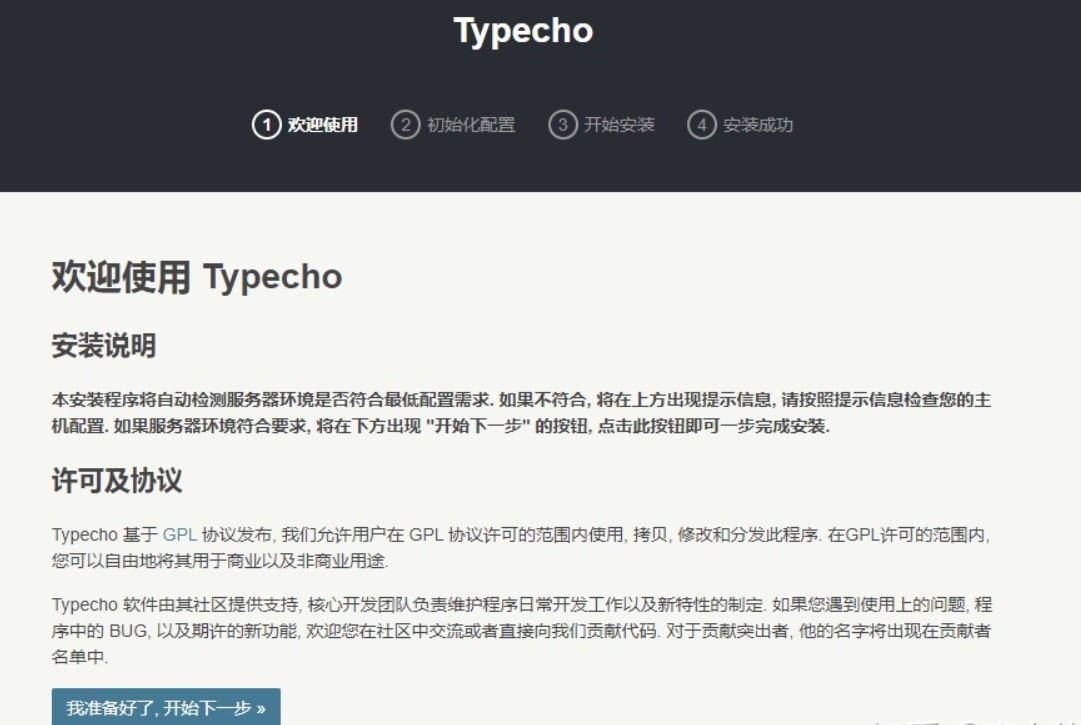 Typecho
1 欢迎使用 2 初始化配置 3 开始安装 4 安装成功
欢迎使用 Typecho
安装说明
本安装程序将自动检测服务器环境是否符合最低配置需求. 如果不符合, 将在上方出现提示信息, 请按照提示信息检查您的主
机配置. 如果服务器环境符合要求, 将在下方出现 "开始下一步" 的按钮, 点击此按钮即可一步完成安装.
许可及协议
Typecho 基于 GPL 协议发布, 我们允许用户在 GPL 协议许可的范围内使用, 拷贝, 修改和分发此程序. 在GPL许可的范围内,
您可以自由地将其用于商业以及非商业用途.
Typecho 软件由其社区提供支持, 核心开发团队负责维护程序日常开发工作以及新特性的制定. 如果您遇到使用上的问题, 程
序中的 BUG, 以及期许的新功能, 欢迎您在社区中交流或者直接向我们贡献代码. 对于贡献突出者, 他的名字将出现在贡献者
名单中.
我准备好了, 开始下一步 »